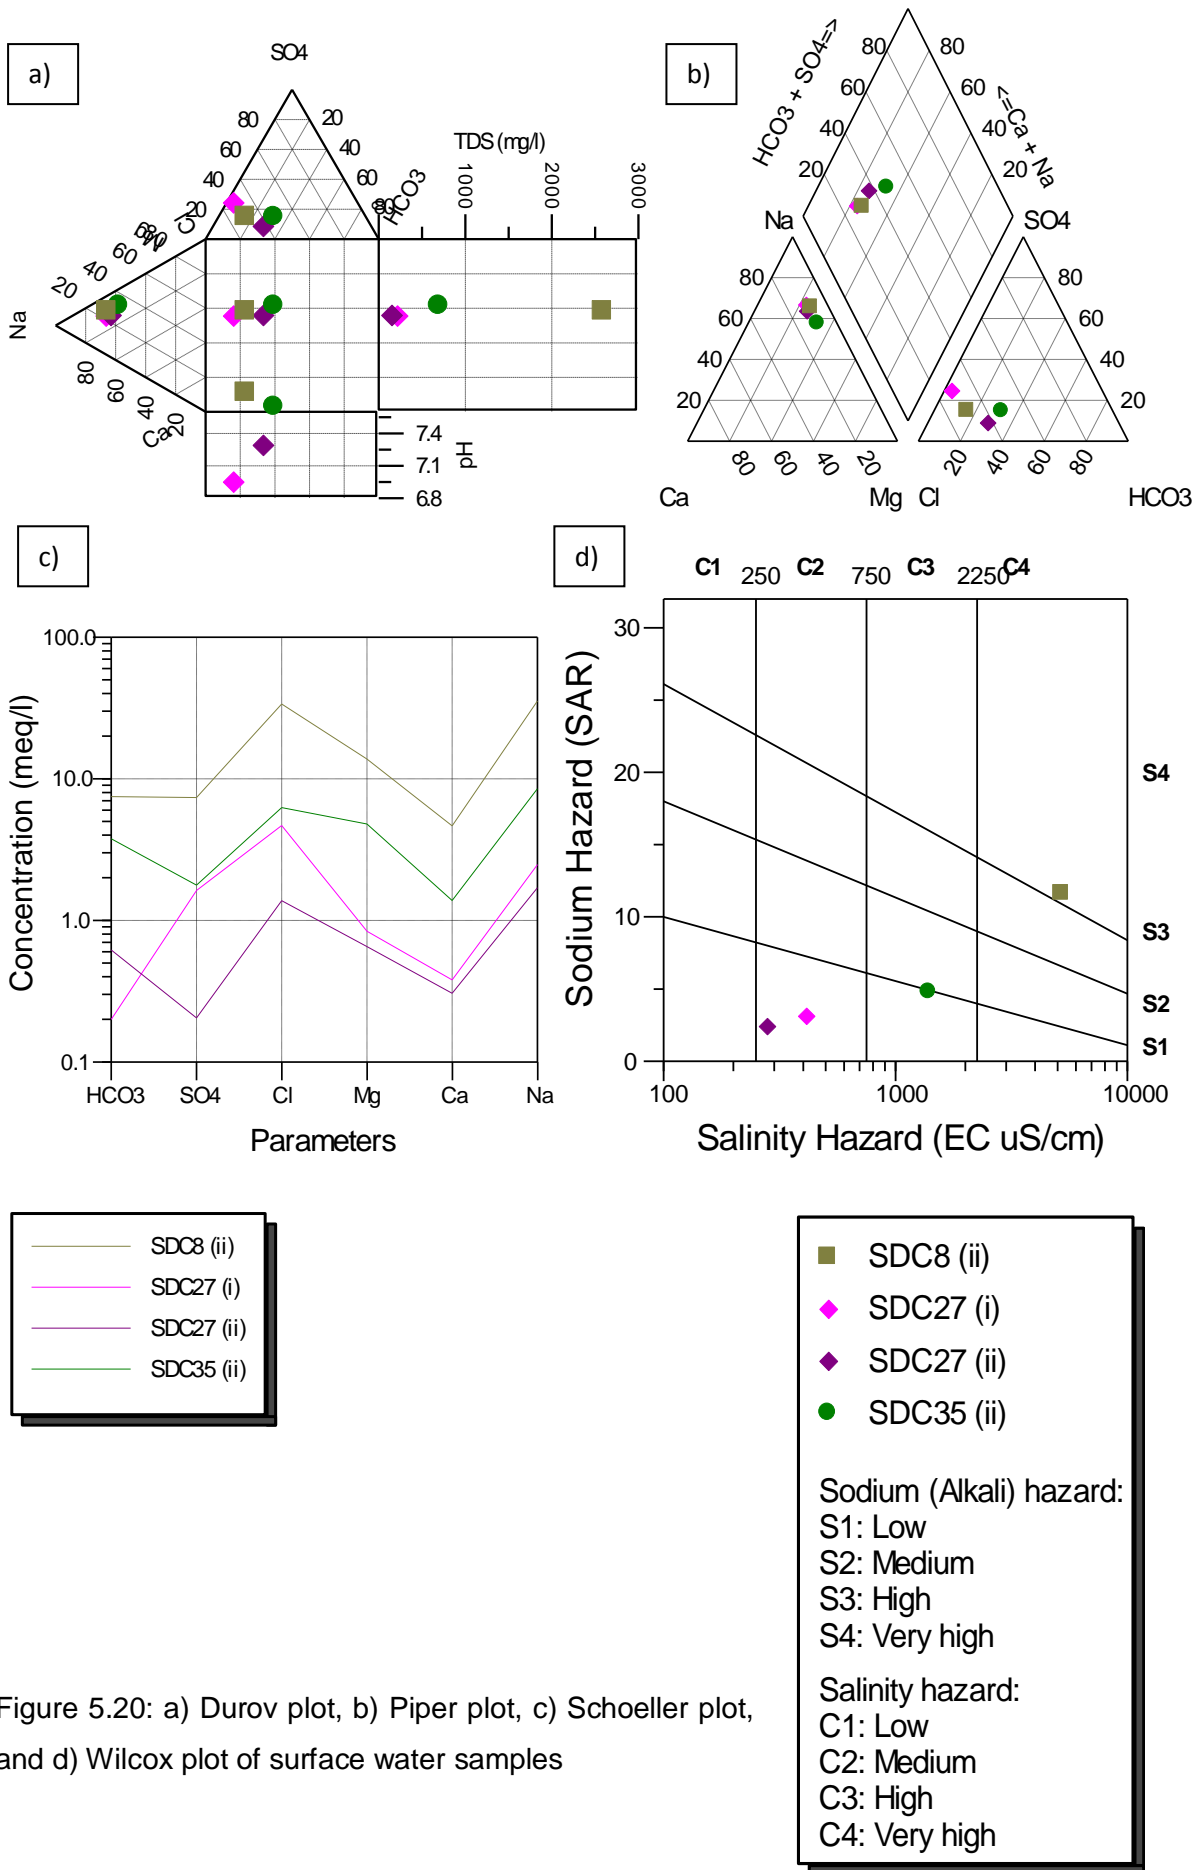 a)
SO4
80
60
40
20
20
40
60
80
HCO3
TDS (mg/l)
1000
2000
3000
Cl
Mg
80
60
40
20
Na
80
60
40
20
Ca
7.4
7.1
6.8
pH
b)
HCO3 + SO4=>
<=Ca + Na
80
60
40
20
80
60
40
20
Na
SO4
80
60
40
20
60
40
20
80
60
40
20
80
60
40
20
20
40
60
80
Ca
Mg
Cl
HCO3
c)
100.0
10.0
1.0
0.1
Concentration (meq/l)
HCO3 SO4 Cl Mg Ca Na
Parameters
d)
C1 250 C2 750 C3 2250 C4
30
20
10
0
Sodium Hazard (SAR)
S4
S3
S2
S1
100 1000 10000
Salinity Hazard (EC uS/cm)
SDC8 (ii)
SDC27 (i)
SDC27 (ii)
SDC35 (ii)
SDC8 (ii)
SDC27 (i)
SDC27 (ii)
SDC35 (ii)
Sodium (Alkali) hazard:
S1: Low
S2: Medium
S3: High
S4: Very high
Salinity hazard:
C1: Low
C2: Medium
C3: High
C4: Very high
Figure 5.20: a) Durov plot, b) Piper plot, c) Schoeller plot,
and d) Wilcox plot of surface water samples